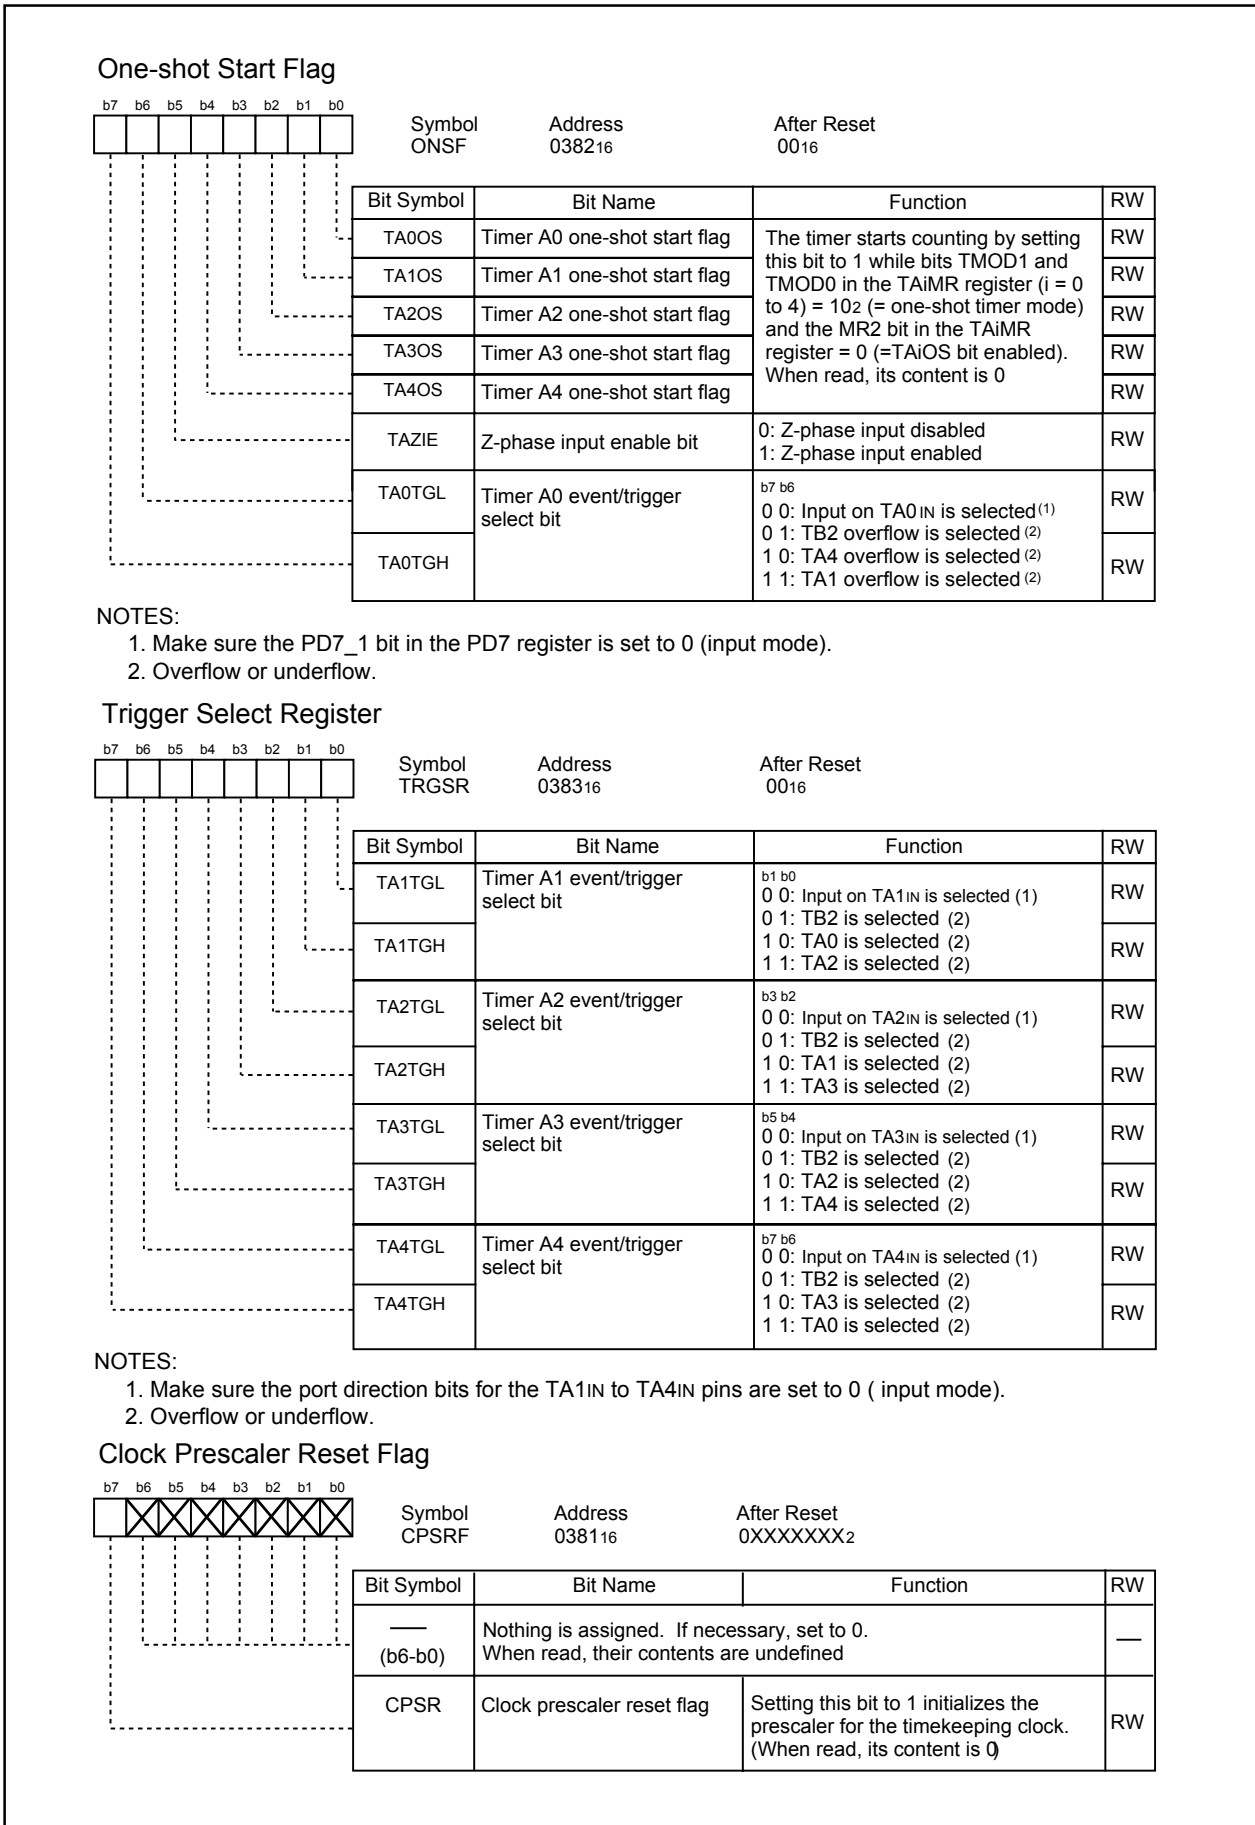 One-shot Start Flag
b7 b6 b5 b4 b3 b2 b1 b0
Symbol Address After Reset
ONSF 038216 0016
Bit Symbol Bit Name Function RW
TA0OS Timer A0 one-shot start flag RW
TA1OS Timer A1 one-shot start flag RW
TA2OS Timer A2 one-shot start flag RW
TA3OS Timer A3 one-shot start flag RW
TA4OS Timer A4 one-shot start flag RW
The timer starts counting by setting
this bit to 1 while bits TMOD1 and
TMOD0 in the TAiMR register (i = 0
to 4) = 102 (= one-shot timer mode)
and the MR2 bit in the TAiMR
register = 0 (=TAiOS bit enabled).
When read, its content is 0
TAZIE Z-phase input enable bit RW
0: Z-phase input disabled
1: Z-phase input enabled
TA0TGL Timer A0 event/trigger RW
select bit
TA0TGH RW
b7 b6
0 0: Input on TA0IN is selected (1)
0 1: TB2 overflow is selected (2)
1 0: TA4 overflow is selected (2)
1 1: TA1 overflow is selected (2)
NOTES:
1. Make sure the PD7_1 bit in the PD7 register is set to 0 (input mode).
2. Overflow or underflow.
Trigger Select Register
b7 b6 b5 b4 b3 b2 b1 b0
Symbol Address After Reset
TRGSR 038316 0016
Bit Symbol Bit Name Function RW
TA1TGL Timer A1 event/trigger RW
select bit
TA1TGH RW
b1 b0
0 0: Input on TA1IN is selected (1)
0 1: TB2 is selected (2)
1 0: TA0 is selected (2)
1 1: TA2 is selected (2)
TA2TGL Timer A2 event/trigger RW
select bit
TA2TGH RW
b3 b2
0 0: Input on TA2IN is selected (1)
0 1: TB2 is selected (2)
1 0: TA1 is selected (2)
1 1: TA3 is selected (2)
TA3TGL Timer A3 event/trigger RW
select bit
TA3TGH RW
b5 b4
0 0: Input on TA3IN is selected (1)
0 1: TB2 is selected (2)
1 0: TA2 is selected (2)
1 1: TA4 is selected (2)
TA4TGL Timer A4 event/trigger RW
select bit
TA4TGH RW
b7 b6
0 0: Input on TA4IN is selected (1)
0 1: TB2 is selected (2)
1 0: TA3 is selected (2)
1 1: TA0 is selected (2)
NOTES:
1. Make sure the port direction bits for the TA1IN to TA4IN pins are set to 0 ( input mode).
2. Overflow or underflow.
Clock Prescaler Reset Flag
b7 b6 b5 b4 b3 b2 b1 b0
Symbol Address After Reset
CPSRF 038116 0XXXXXXX2
Bit Symbol Bit Name Function RW
— (b6-b0) —
Nothing is assigned. If necessary, set to 0.
When read, their contents are undefined
CPSR Clock prescaler reset flag RW
Setting this bit to 1 initializes the
prescaler for the timekeeping clock.
(When read, its content is 0)